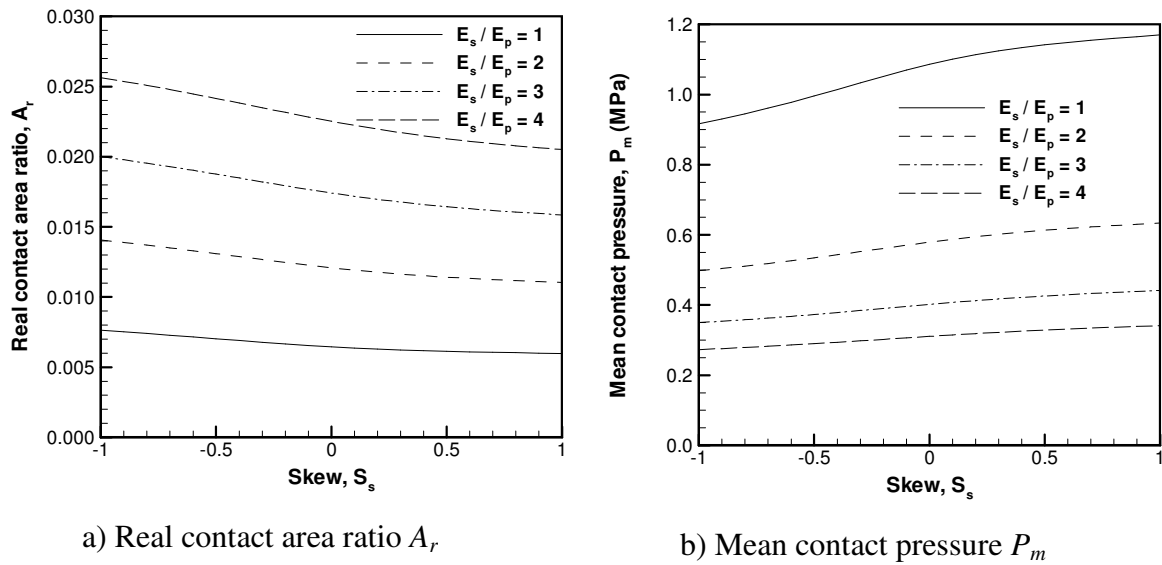 0.030
0.025
0.020
0.015
0.010
0.005
0.000
Real contact area ratio, A_r
E_s / E_p = 1
E_s / E_p = 2
E_s / E_p = 3
E_s / E_p = 4
-1
-0.5
0
0.5
1
Skew, S_s
a) Real contact area ratio A_r
1.2
1.0
0.8
0.6
0.4
0.2
0.0
Mean contact pressure, P_m (MPa)
E_s / E_p = 1
E_s / E_p = 2
E_s / E_p = 3
E_s / E_p = 4
-1
-0.5
0
0.5
1
Skew, S_s
b) Mean contact pressure P_m